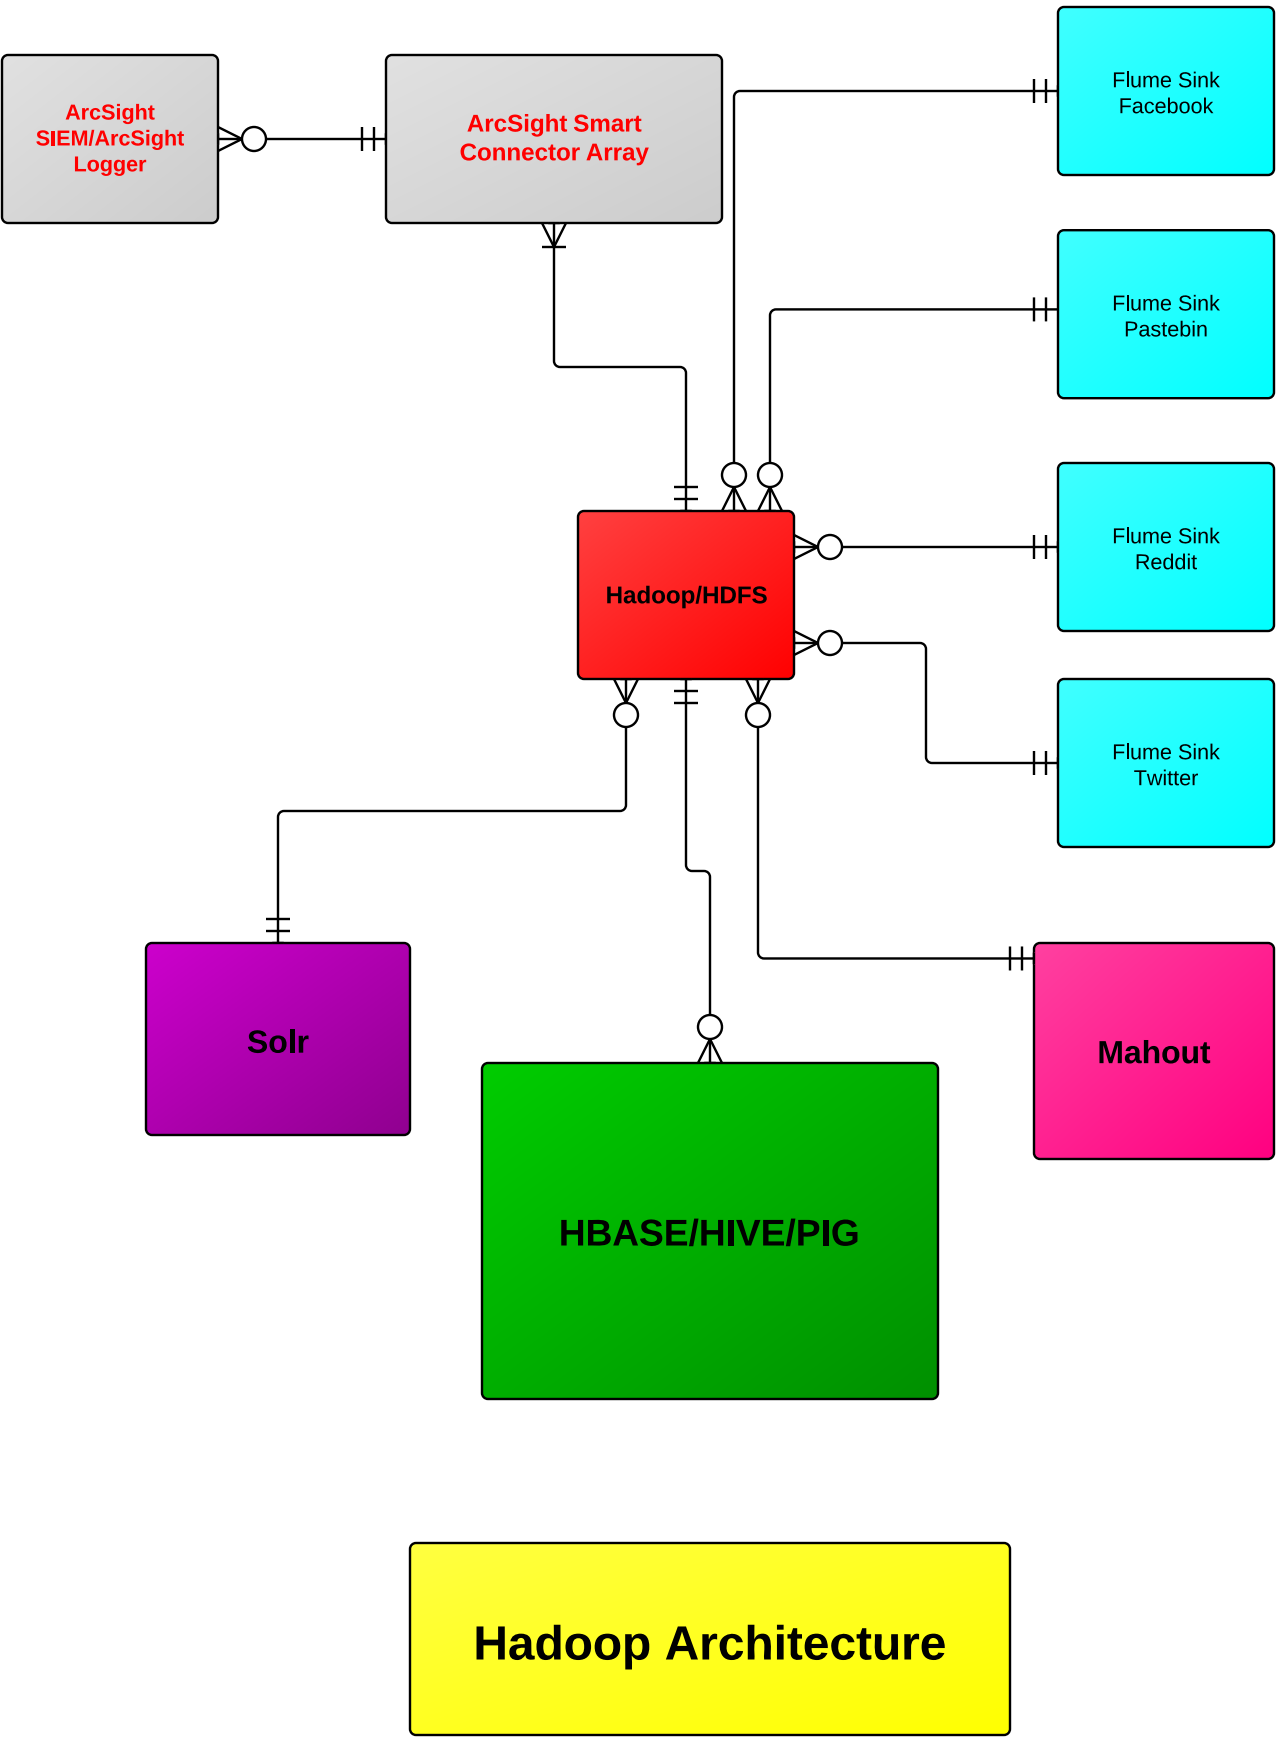 ArcSight
SIEM/ArcSight
Logger
ArcSight Smart
Connector Array
Flume Sink
Facebook
Flume Sink
Pastebin
Flume Sink
Reddit
Hadoop/HDFS
Flume Sink
Twitter
Solr
Mahout
HBASE/HIVE/PIG
Hadoop Architecture